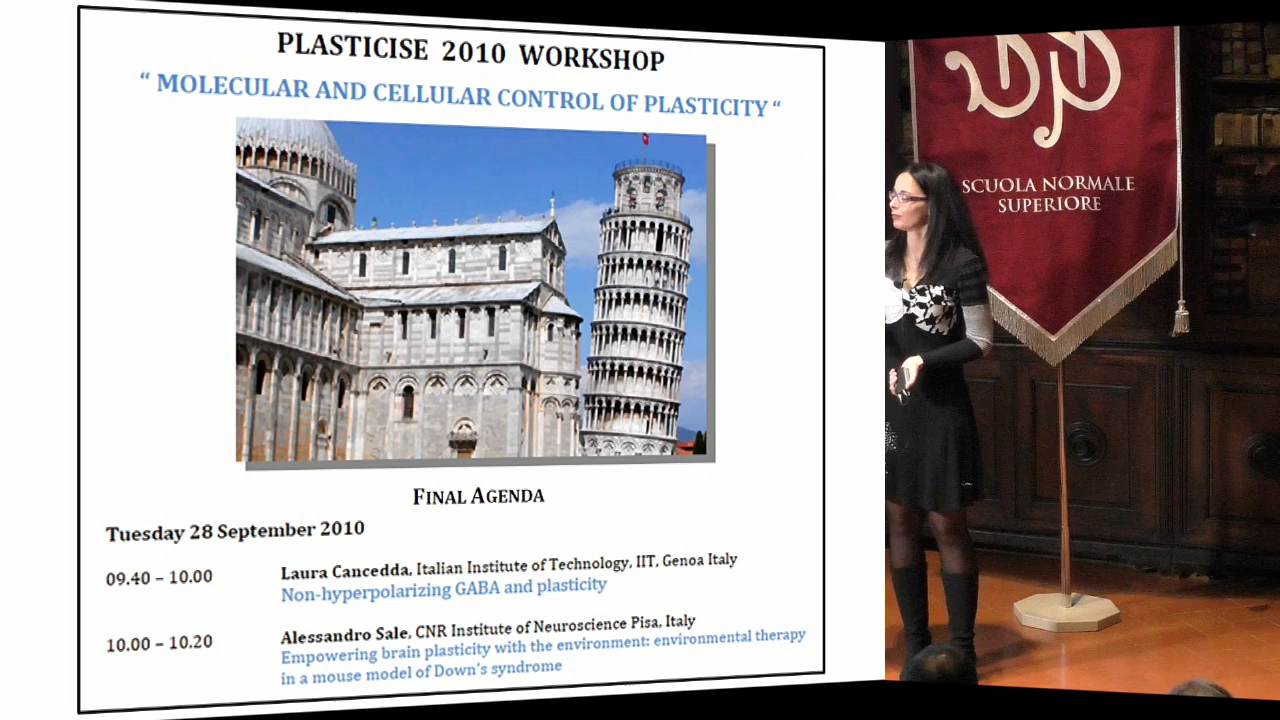 PLASTICISE 2010 WORKSHOP
“ MOLECULAR AND CELLULAR CONTROL OF PLASTICITY “
FINAL AGENDA
Tuesday 28 September 2010
09.40 – 10.00
Laura Cancedda, Italian Institute of Technology, IIT, Genoa Italy
Non-hyperpolarizing GABA and plasticity
10.00 – 10.20
Alessandro Sale, CNR Institute of Neuroscience Pisa, Italy
Empowering brain plasticity with the environment: environmental therapy
in a mouse model of Down's syndrome
SCUOLA NORMALE
SUPERIORE